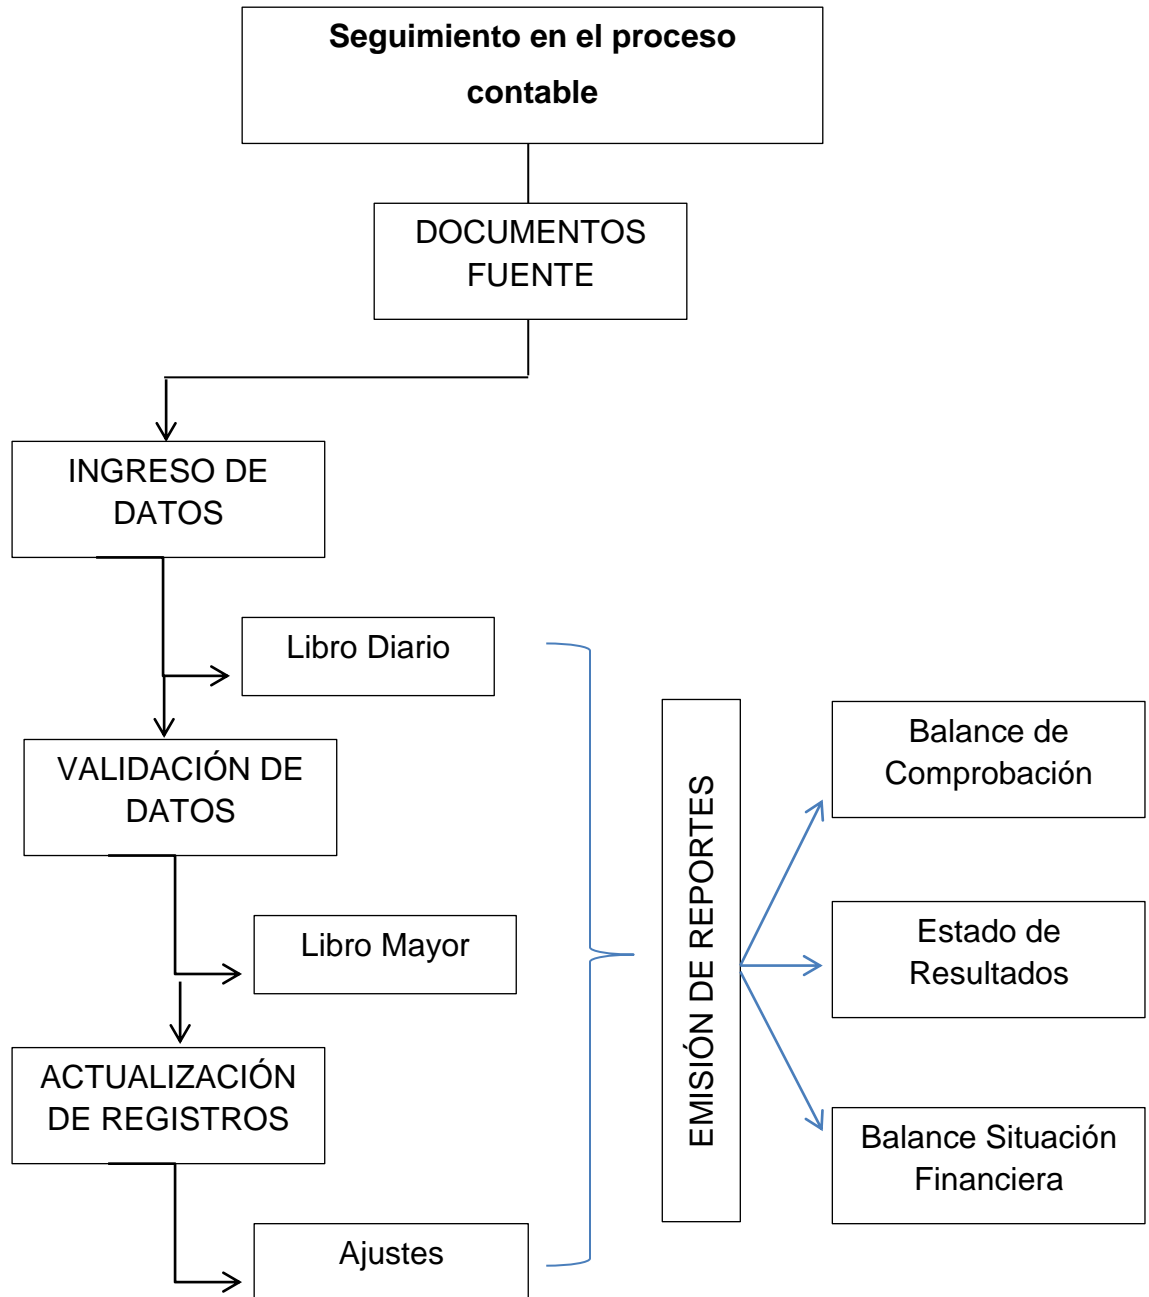 Seguimiento en el proceso
contable
DOCUMENTOS
FUENTE
INGRESO DE
DATOS
Libro Diario
VALIDACIÓN DE
DATOS
Libro Mayor
ACTUALIZACIÓN
DE REGISTROS
Ajustes
EMISIÓN DE REPORTES
Balance de
Comprobación
Estado de
Resultados
Balance Situación
Financiera